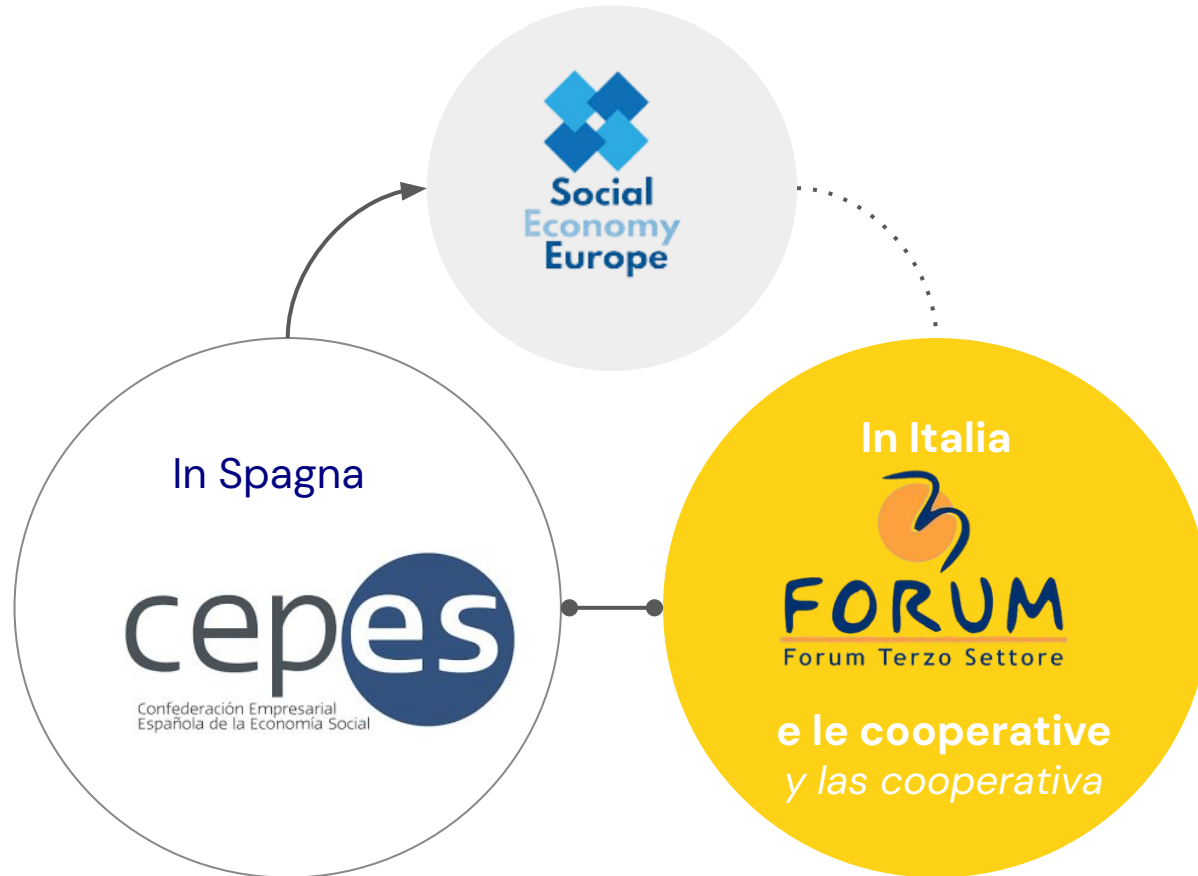 Social
Economy
Europe
In Spagna
cepes
Confederación Empresarial
Española de la Economía Social
In Italia
FORUM
Forum Terzo Settore
e le cooperative
y las cooperativa